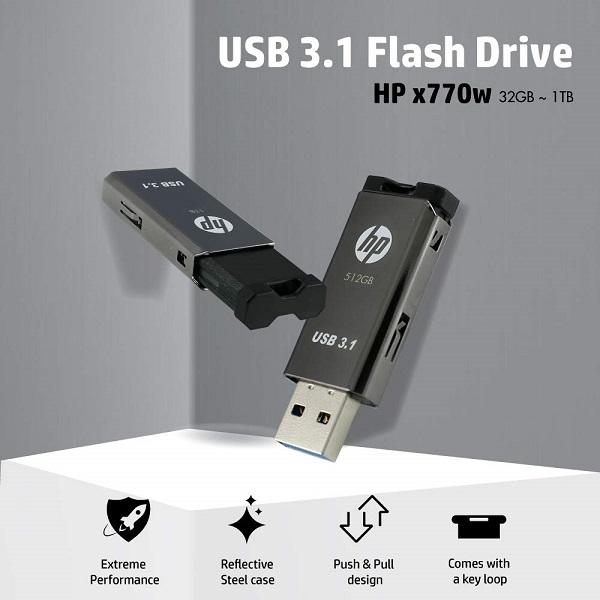 USB 3.1 Flash Drive
HP x770w 32GB ~ 1TB
USB 3.1
hp
hp
512GB
USB 3.1
Extreme
Performance
Reflective
Steel case
Push & Pull
design
Comes with
a key loop